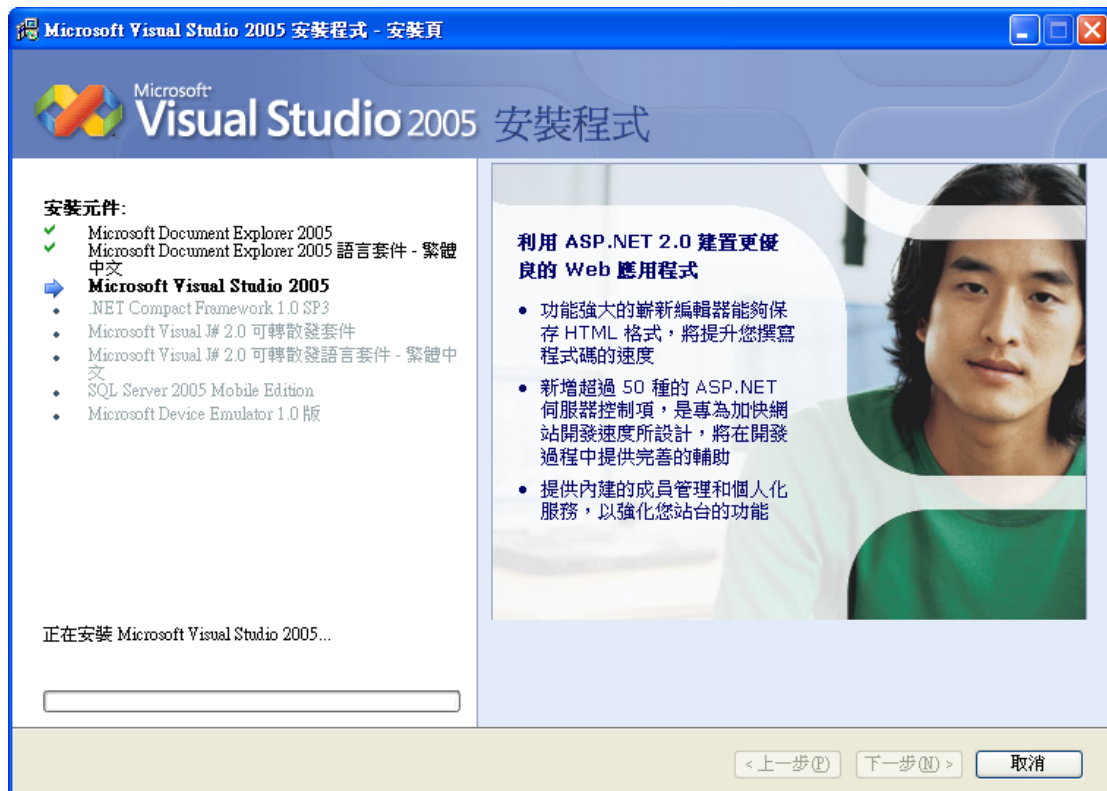 Microsoft Visual Studio 2005 安裝程式 - 安裝頁
Microsoft
Visual Studio 2005 安裝程式
安裝元件:
Microsoft Document Explorer 2005
Microsoft Document Explorer 2005 語言套件 - 繁體
中文
Microsoft Visual Studio 2005
.NET Compact Framework 1.0 SP3
Microsoft Visual J# 2.0 可轉散發套件
Microsoft Visual J# 2.0 可轉散發語言套件 - 繁體中
文
SQL Server 2005 Mobile Edition
Microsoft Device Emulator 1.0 版
正在安裝 Microsoft Visual Studio 2005...
利用 ASP.NET 2.0 建置更優
良的 Web 應用程式
• 功能強大的嶄新編輯器能夠保
存 HTML 格式，將提升您撰寫
程式碼的速度
• 新增超過 50 種的 ASP.NET
伺服器控制項，是專為加快網
站開發速度所設計，將在開發
過程中提供完善的輔助
• 提供內建的成員管理和個人化
服務，以強化您站台的功能
<上一步(P)
下一步(N)>
取消